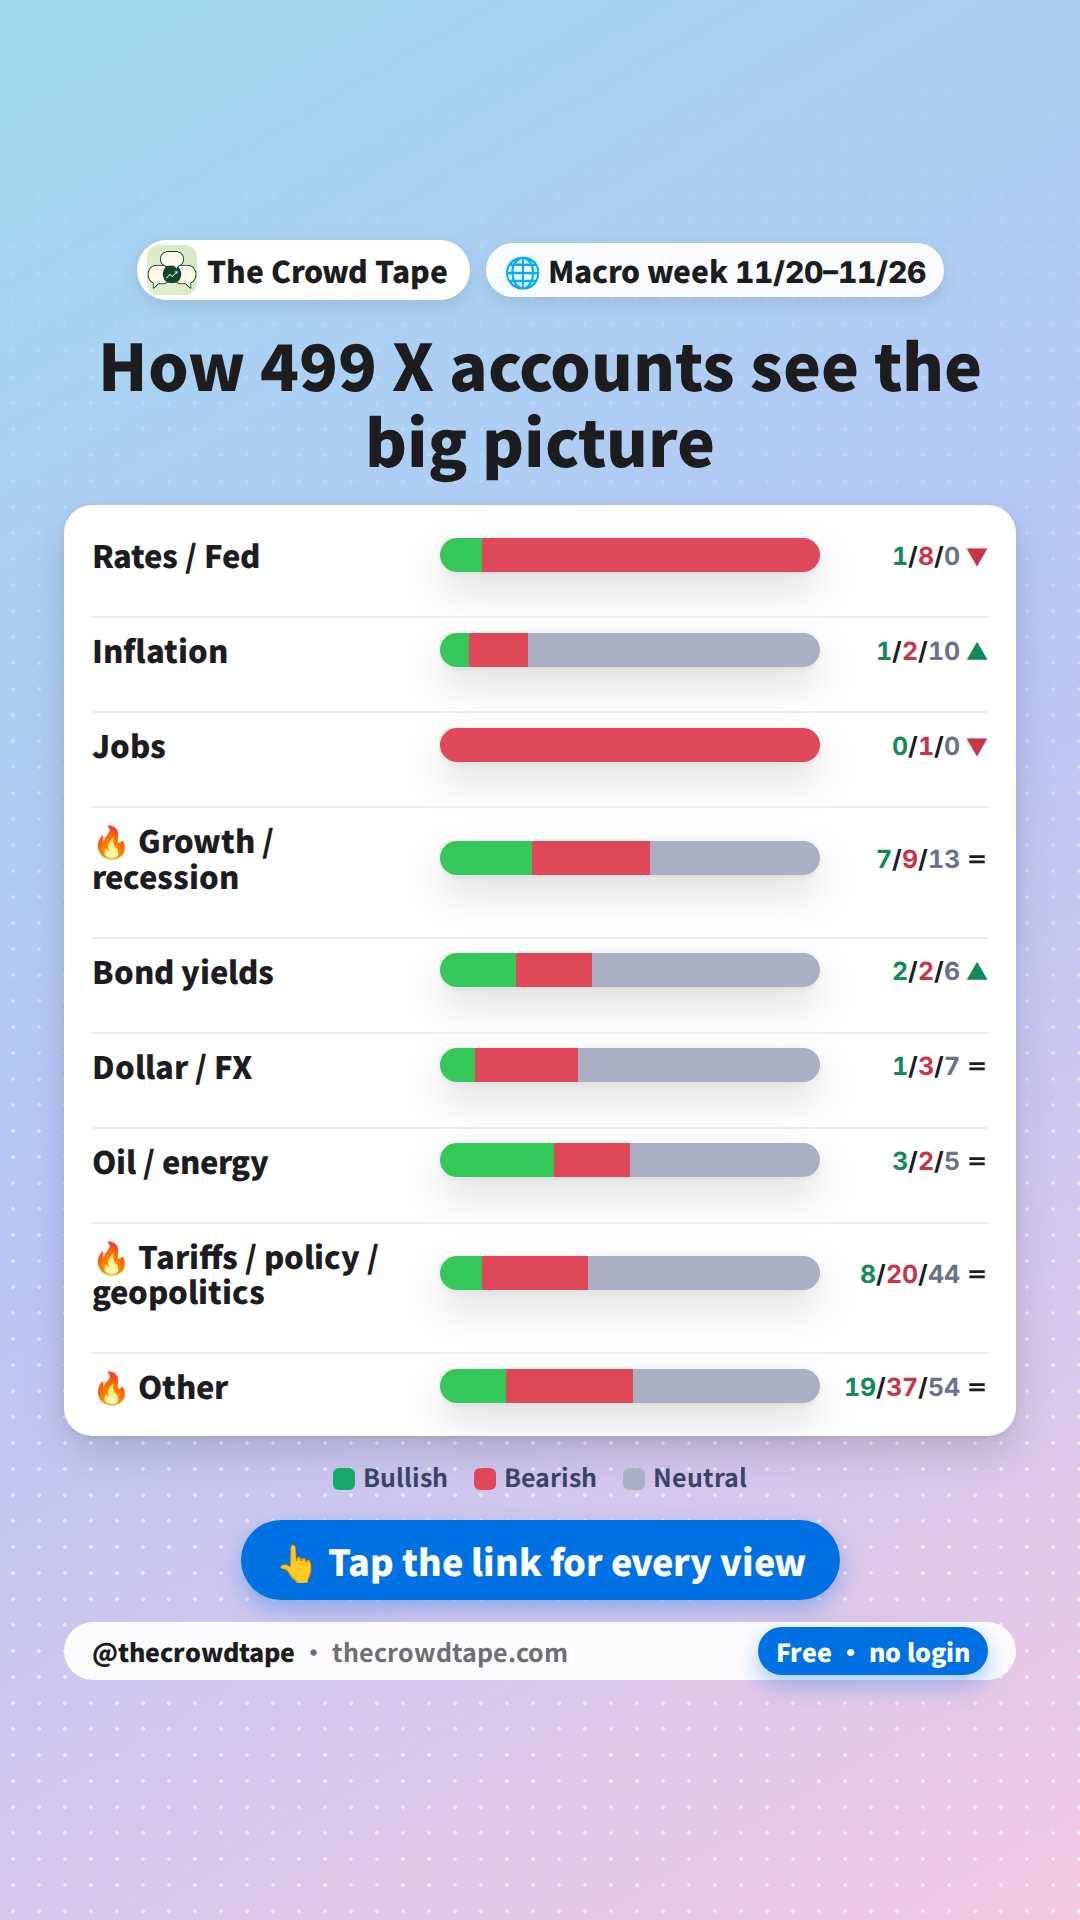 The Crowd Tape
🌐 Macro week 11/20–11/26
How 499 X accounts see the
big picture
Rates / Fed 1/8/0 ▼
Inflation 1/2/10 ▲
Jobs 0/1/0 ▼
🔥 Growth /
recession 7/9/13 =
Bond yields 2/2/6 ▲
Dollar / FX 1/3/7 =
Oil / energy 3/2/5 =
🔥 Tariffs / policy /
geopolitics 8/20/44 =
🔥 Other 19/37/54 =
Bullish Bearish Neutral
👆 Tap the link for every view
@thecrowdtape • thecrowdtape.com
Free • no login